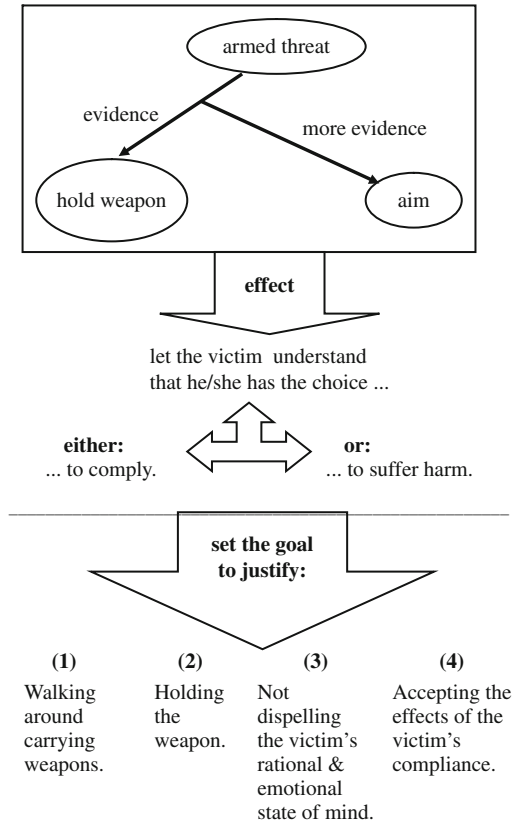 armed threat
evidence
more evidence
hold weapon
aim
effect
let the victim understand
that he/she has the choice ...
either:
... to comply.
or:
... to suffer harm.
set the goal
to justify:
(1)
Walking
around
carrying
weapons.
(2)
Holding
the
weapon.
(3)
Not
dispelling
the victim's
rational &
emotional
state of mind.
(4)
Accepting the
effects of the
victim's
compliance.